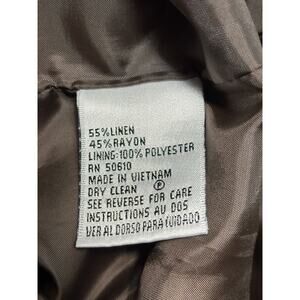 55%LINEN
45%RAYON
LINING:100% POLYESTER
RN 50610
MADE IN VIETNAM
DRY CLEAN Ⓟ
SEE REVERSE FOR CARE
INSTRUCTIONS AU DOS
VER AL DORSO PARA CUIDADO